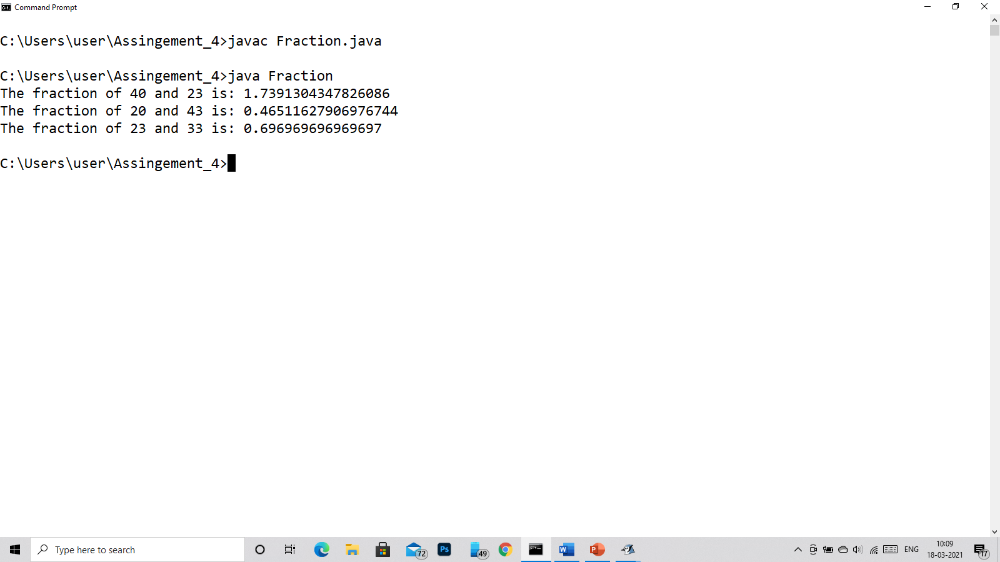 Command Prompt
C:\Users\user\Assingement_4>javac Fraction.java
C:\Users\user\Assingement_4>java Fraction
The fraction of 40 and 23 is: 1.7391304347826086
The fraction of 20 and 43 is: 0.46511627906976744
The fraction of 23 and 33 is: 0.696969696969697
C:\Users\user\Assingement_4>
Type here to search
72
Ps
49
W
P
ENG
10:09
18-03-2021
17